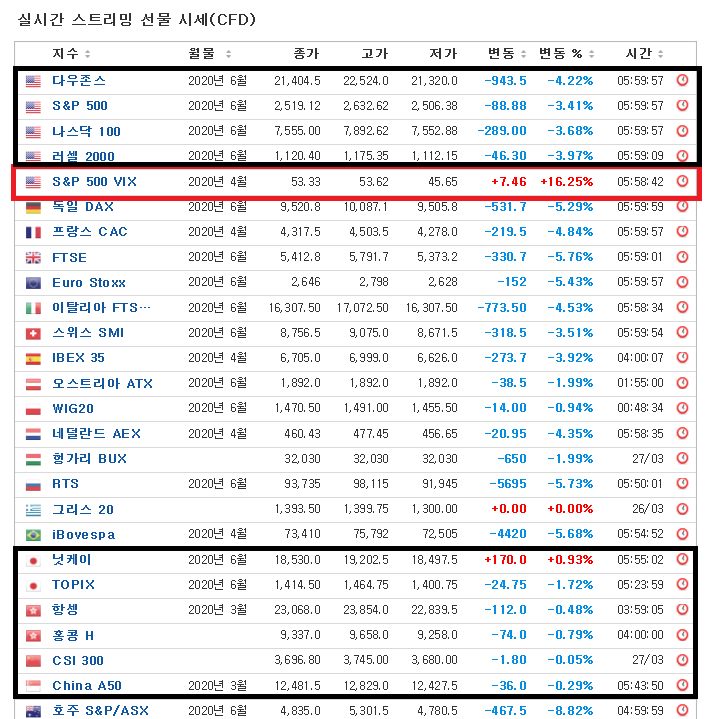 실시간 스트리밍 선물 시세(CFD)
지수 월물 종가 고가 저가 변동 변동 % 시간
다우존스 2020년 6월 21,404.5 22,524.0 21,320.0 -943.5 -4.22% 05:59:57
S&P 500 2020년 6월 2,519.12 2,632.62 2,506.38 -88.88 -3.41% 05:59:57
나스닥 100 2020년 6월 7,555.00 7,892.62 7,552.88 -289.00 -3.68% 05:59:57
러셀 2000 2020년 6월 1,120.40 1,175.35 1,112.15 -46.30 -3.97% 05:59:09
S&P 500 VIX 2020년 4월 53.33 53.62 45.65 +7.46 +16.25% 05:58:42
독일 DAX 2020년 6월 9,520.8 10,087.1 9,505.8 -531.7 -5.29% 05:59:59
프랑스 CAC 2020년 4월 4,317.5 4,503.5 4,278.0 -219.5 -4.84% 05:59:57
FTSE 2020년 6월 5,412.8 5,791.7 5,373.2 -330.7 -5.76% 05:59:01
Euro Stoxx 2020년 6월 2,646 2,798 2,628 -152 -5.43% 05:59:57
이탈리아 FTS… 2020년 6월 16,307.50 17,072.50 16,307.50 -773.50 -4.53% 05:58:34
스위스 SMI 2020년 6월 8,756.5 9,075.0 8,671.5 -318.5 -3.51% 05:59:54
IBEX 35 2020년 4월 6,705.0 6,999.0 6,626.0 -273.7 -3.92% 04:00:07
오스트리아 ATX 2020년 6월 1,892.0 1,892.0 1,892.0 -38.5 -1.99% 01:55:00
WIG20 2020년 6월 1,470.50 1,491.00 1,455.50 -14.00 -0.94% 00:48:34
네덜란드 AEX 2020년 4월 460.43 477.45 456.65 -20.95 -4.35% 05:58:35
헝가리 BUX 32,030 32,030 32,030 -650 -1.99% 27/03
RTS 2020년 6월 93,735 98,115 91,945 -5695 -5.73% 05:50:01
그리스 20 1,393.50 1,399.75 1,300.00 +0.00 +0.00% 26/03
iBovespa 2020년 4월 73,410 75,792 72,505 -4420 -5.68% 05:54:52
닛케이 2020년 6월 18,530.0 19,202.5 18,497.5 +170.0 +0.93% 05:55:02
TOPIX 2020년 6월 1,414.50 1,464.75 1,400.75 -24.75 -1.72% 05:23:59
항셍 2020년 3월 23,068.0 23,854.0 22,839.5 -112.0 -0.48% 03:59:05
홍콩 H 9,337.0 9,658.0 9,258.0 -74.0 -0.79% 04:00:00
CSI 300 3,696.80 3,745.00 3,680.00 -1.80 -0.05% 27/03
China A50 2020년 3월 12,481.5 12,829.0 12,427.5 -36.0 -0.29% 05:43:50
호주 S&P/ASX 2020년 6월 4,835.0 5,301.5 4,780.5 -467.5 -8.82% 04:59:59